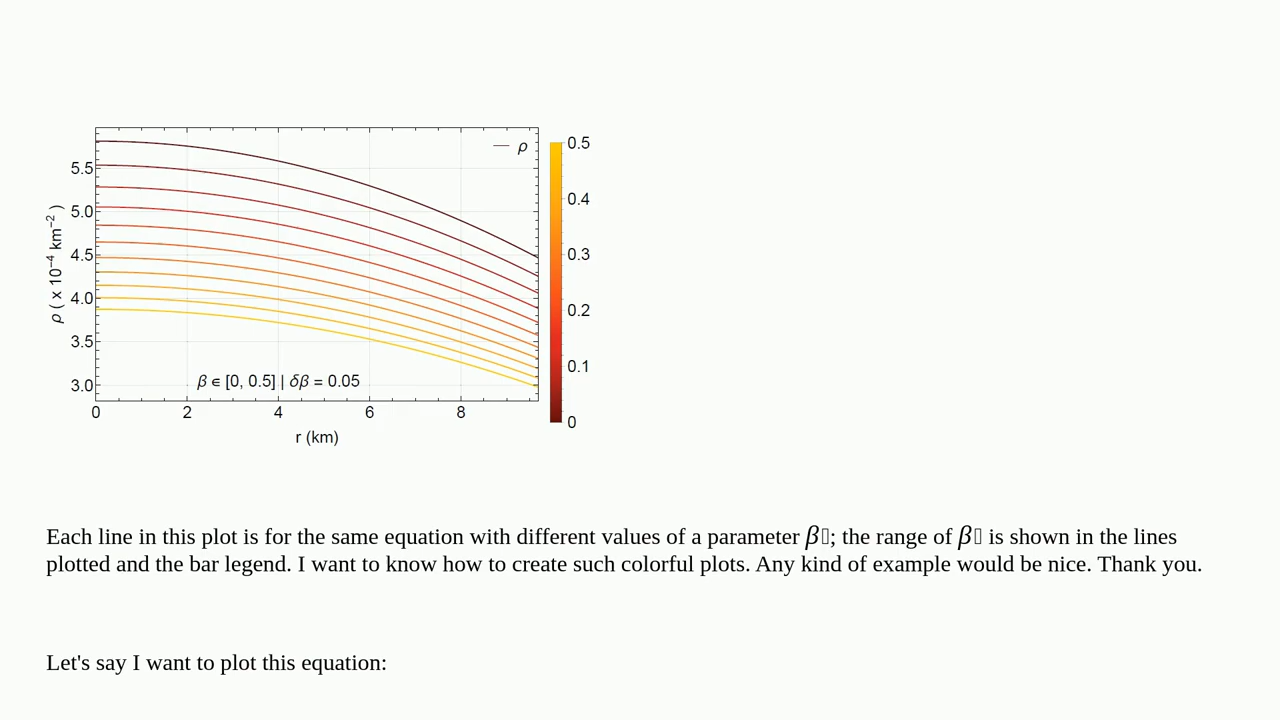 ρ
5.5
5.0
4.5
4.0
3.5
3.0
ρ ( x 10⁻⁴ km⁻² )
β ∈ [0, 0.5] | δβ = 0.05
0 2 4 6 8
r (km)
0.5
0.4
0.3
0.2
0.1
0
Each line in this plot is for the same equation with different values of a parameter β; the range of β is shown in the lines
plotted and the bar legend. I want to know how to create such colorful plots. Any kind of example would be nice. Thank you.
Let's say I want to plot this equation: